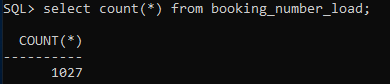 SQL> select count(*) from booking_number_load;
COUNT(*)
----------
1027